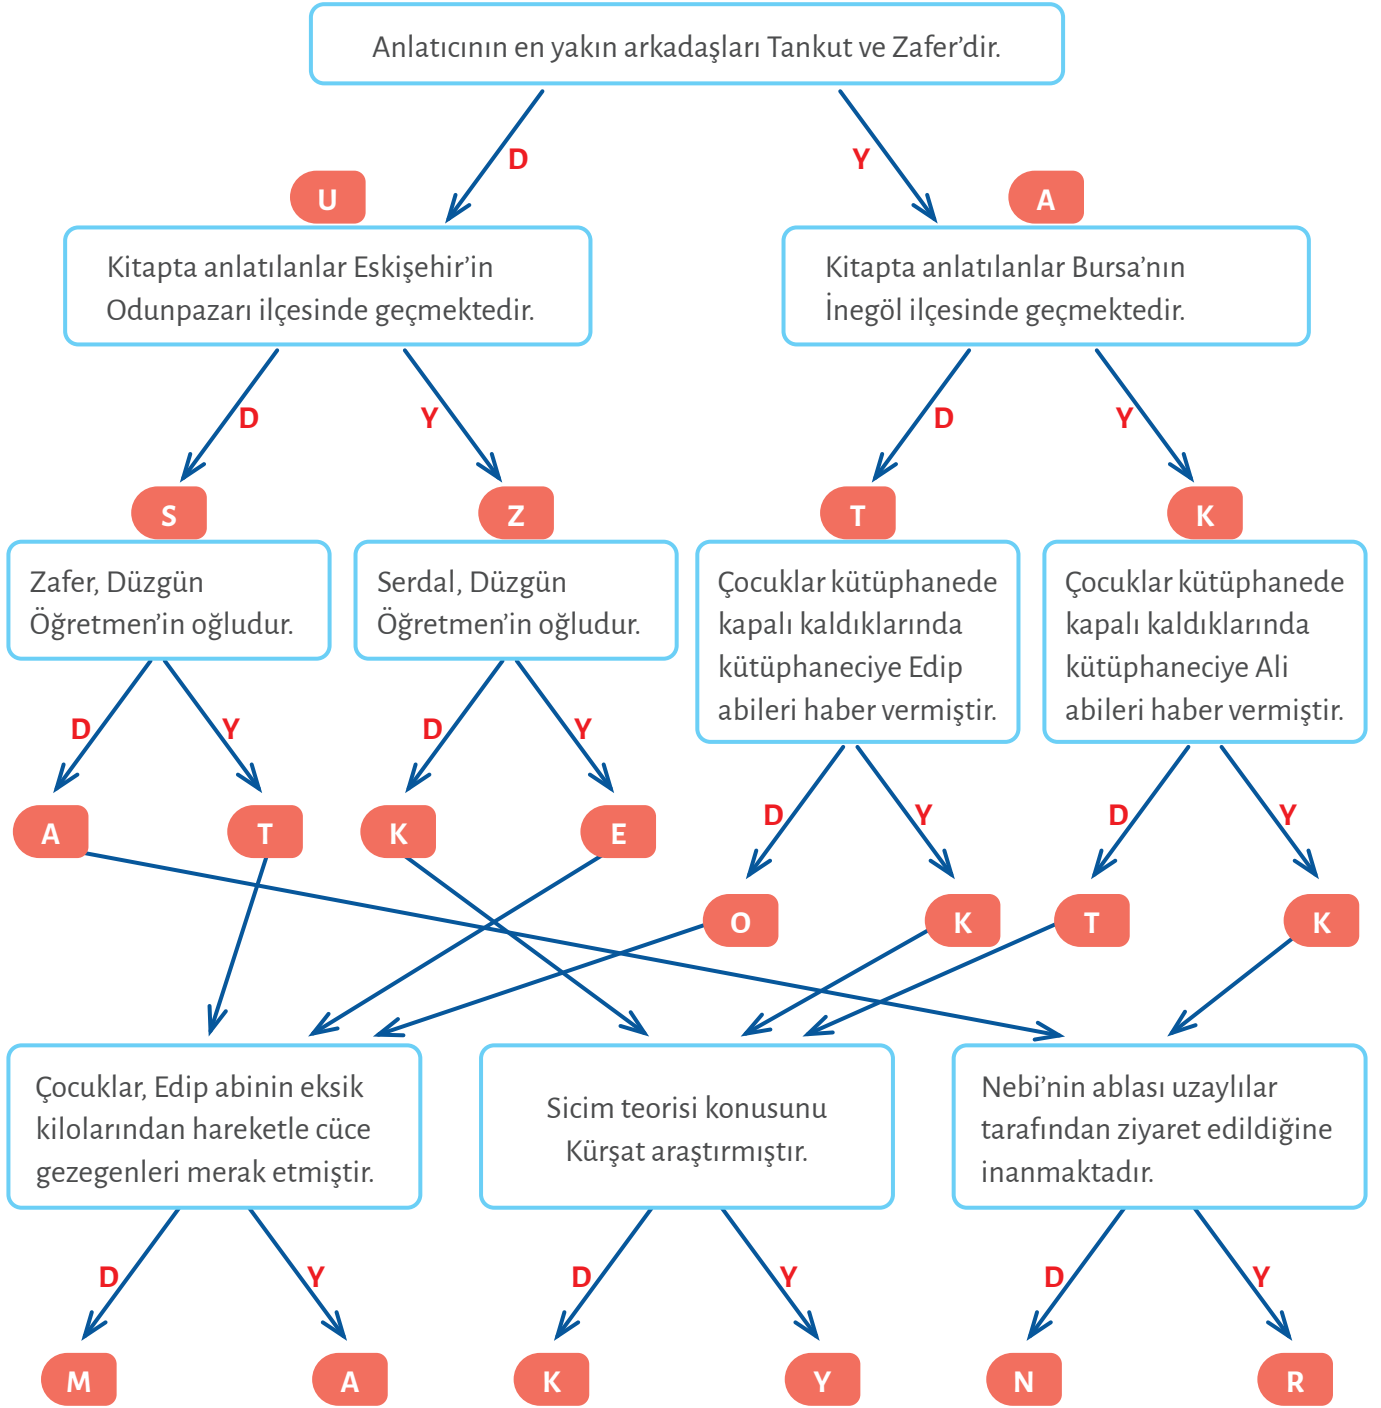 Anlatıcının en yakın arkadaşları Tankut ve Zafer’dir.
D
Y
U
A
Kitapta anlatılanlar Eskişehir’in
Odunpazarı ilçesinde geçmektedir.
Kitapta anlatılanlar Bursa’nın
İnegöl ilçesinde geçmektedir.
D
Y
D
Y
S
Z
T
K
Zafer, Düzgün
Öğretmen’in oğludur.
Serdal, Düzgün
Öğretmen’in oğludur.
Çocuklar kütüphanede
kapalı kaldıklarında
kütüphaneciye Edip
abileri haber vermiştir.
Çocuklar kütüphanede
kapalı kaldıklarında
kütüphaneciye Ali
abileri haber vermiştir.
D
Y
D
Y
D
Y
D
Y
A
T
K
E
O
K
T
K
Çocuklar, Edip abinin eksik
kilolarından hareketle cüce
gezegenleri merak etmiştir.
Sicim teorisi konusunu
Kürşat araştırmıştır.
Nebi’nin ablası uzaylılar
tarafından ziyaret edildiğine
inanmaktadır.
D
Y
D
Y
D
Y
M
A
K
Y
N
R